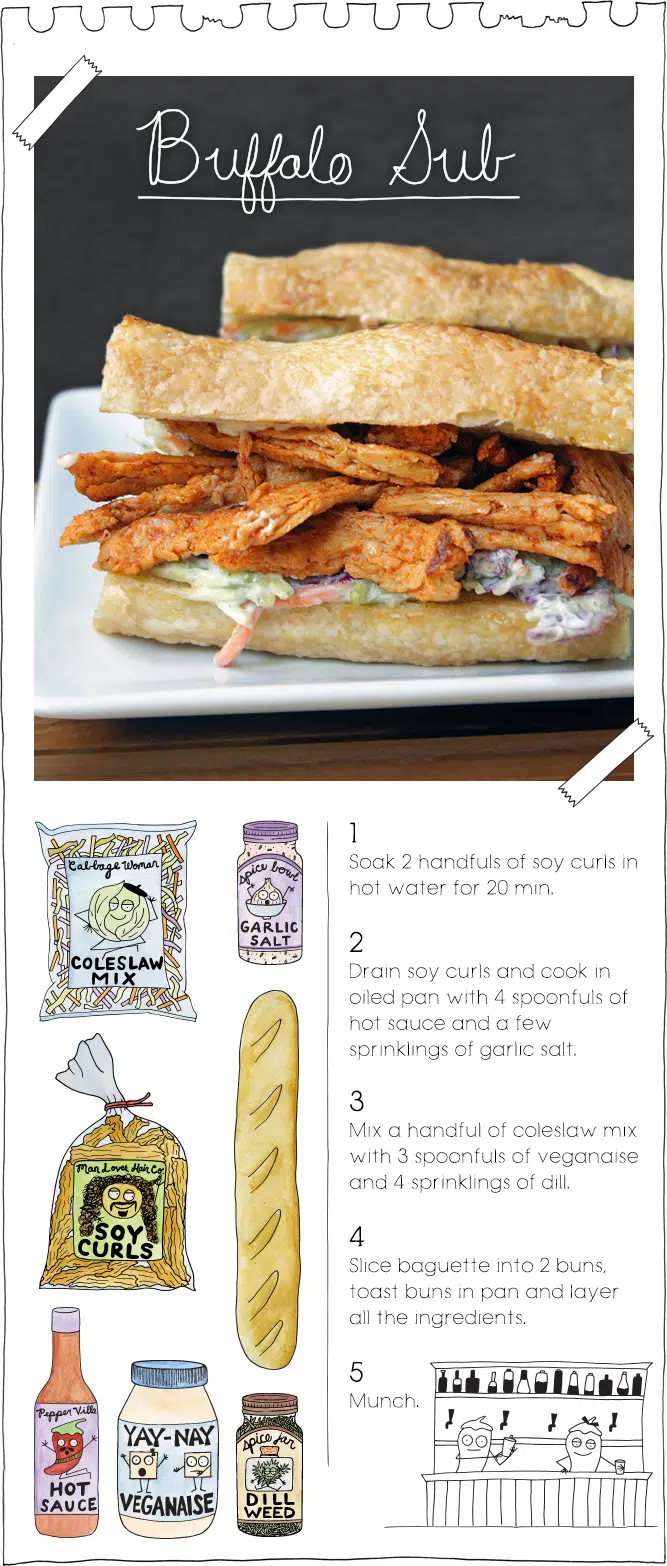 Buffalo Sub
Cabbage Woman
COLESLAW
MIX
spice bowl
GARLIC
SALT
Man Loves Hair Co.
SOY
CURLS
Pepper Ville
HOT
SAUCE
YAY-NAY
VEGANAISE
spice jar
DILL
WEED
1
Soak 2 handfuls of soy curls in
hot water for 20 min.
2
Drain soy curls and cook in
oiled pan with 4 spoonfuls of
hot sauce and a few
sprinklings of garlic salt.
3
Mix a handful of coleslaw mix
with 3 spoonfuls of veganaise
and 4 sprinklings of dill.
4
Slice baguette into 2 buns,
toast buns in pan and layer
all the ingredients.
5
Munch.